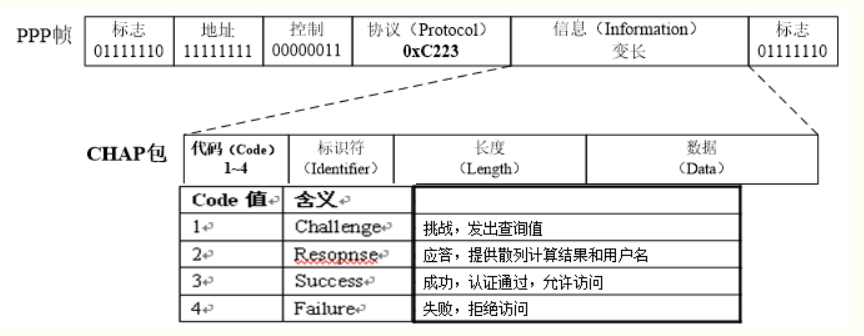 PPP帧
标志 地址 控制 协议（Protocol） 信息（Information） 标志
01111110 11111111 00000011 0xC223 变长 01111110
CHAP包
代码（Code） 标识符 长度 数据
1~4 （Identifier） （Length） （Data）
Code 值 含义
1 Challenge 挑战，发出查询值
2 Resopnse 应答，提供散列计算结果和用户名
3 Success 成功，认证通过，允许访问
4 Failure 失败，拒绝访问